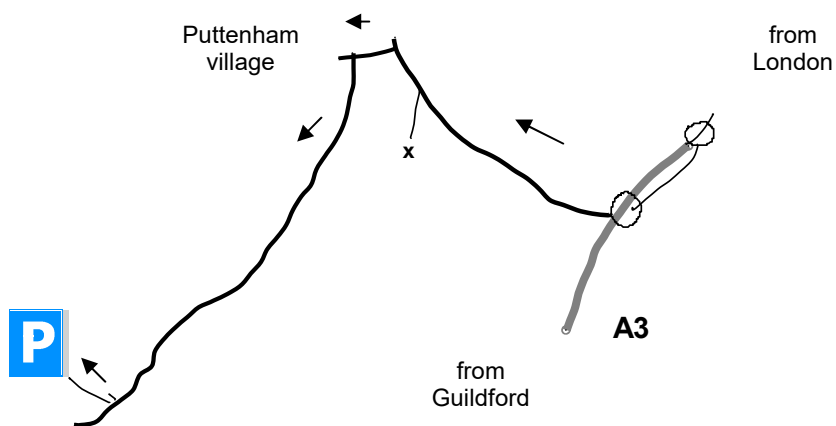 Puttenham
village
from
London
x
A3
P
from
Guildford